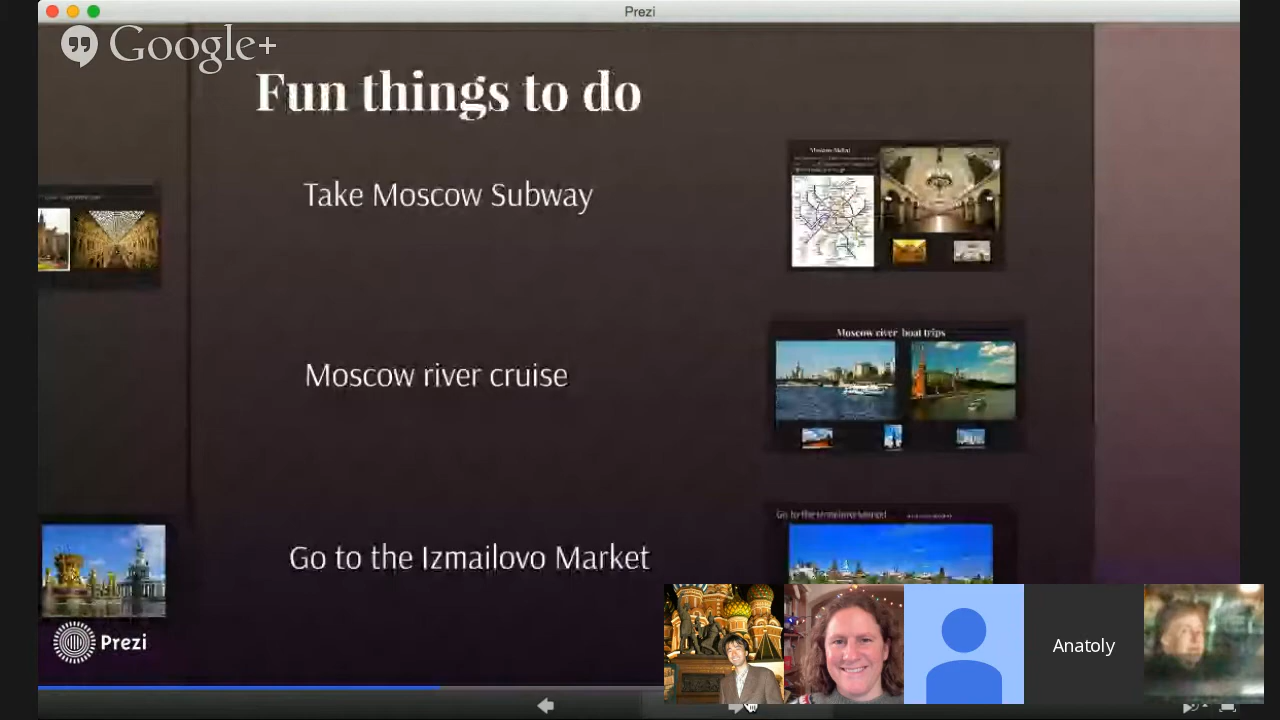 Prezi
Google+
Fun things to do
Take Moscow Subway
Moscow river boat trips
Moscow river cruise
Go to the Izmailovo Market
Prezi
Anatoly